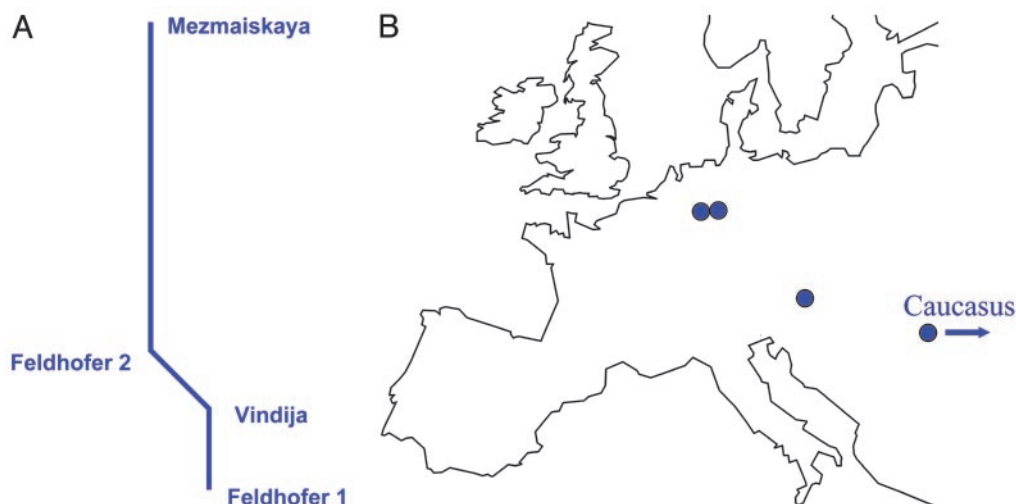 A
Mezmaiskaya
Feldhofer 2
Vindija
Feldhofer 1
B
Caucasus